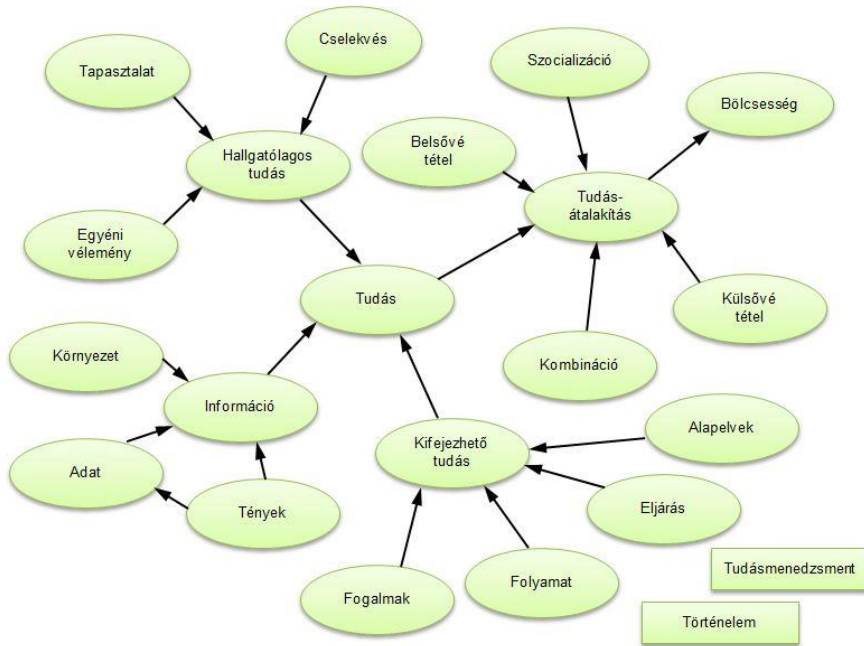 Cselekvés
Tapasztalat
Szocializáció
Bölcsesség
Hallgatólagos
tudás
Belsővé
tétel
Tudás-
átalakítás
Egyéni
vélemény
Tudás
Külsővé
tétel
Környezet
Kombináció
Információ
Alapelvek
Kifejezhető
tudás
Adat
Tények
Eljárás
Tudásmenedzsment
Folyamat
Fogalmak
Történelem